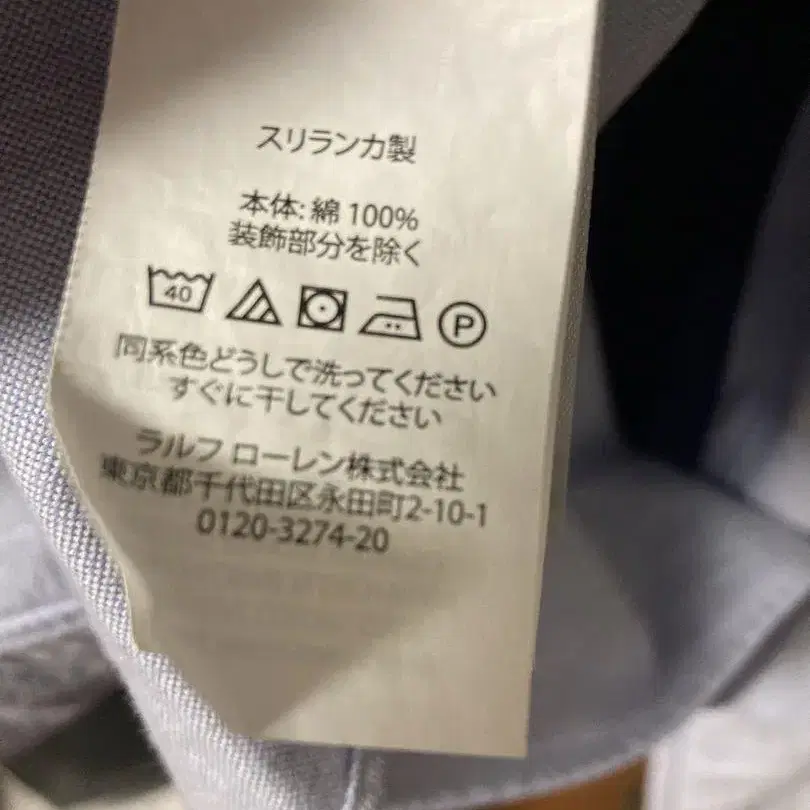 スリランカ製
本体: 綿 100%
装飾部分を除く
40
P
同系色どうしで洗ってください
すぐに干してください
ラルフ ローレン株式会社
東京都千代田区永田町2-10-1
0120-3274-20